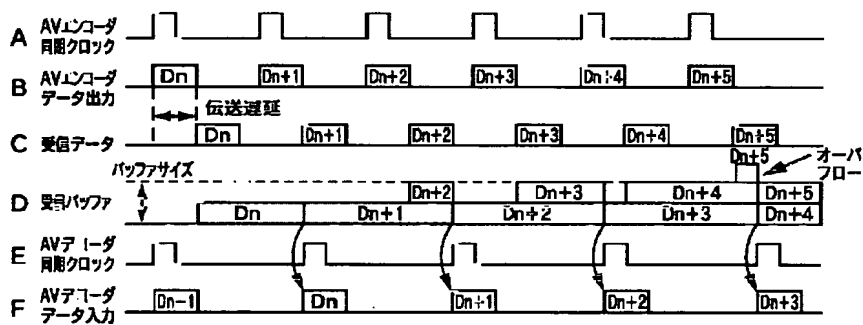 A AVエンコーダ
同期クロック
B AVエンコーダ
データ出力
Dn Dn+1 Dn+2 Dn+3 Dn+4 Dn+5
伝送遅延
C 受信データ
Dn Dn+1 Dn+2 Dn+3 Dn+4 Dn+5
バッファサイズ
Dn+5 オーバ
フロー
D 受信バッファ
Dn+2 Dn+3 Dn+4 Dn+5
Dn Dn+1 Dn+2 Dn+3 Dn+4
E AVデコーダ
同期クロック
F AVデコーダ
データ入力
Dn-1 Dn Dn+1 Dn+2 Dn+3